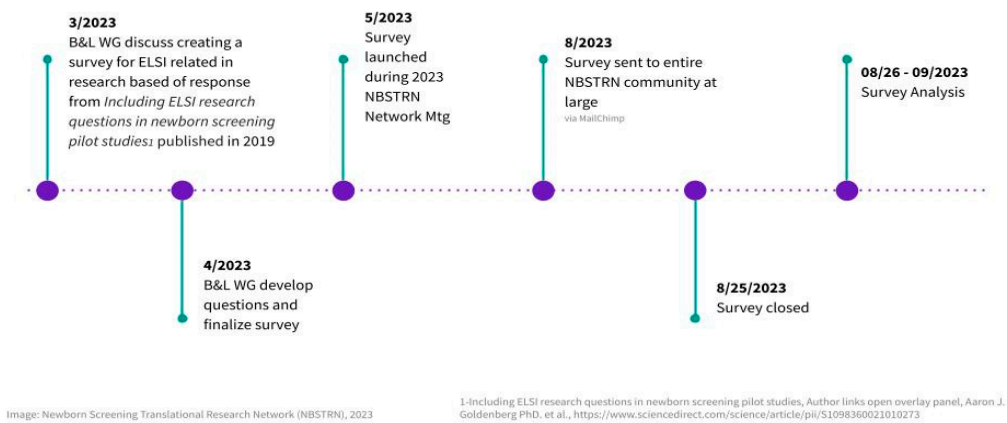 3/2023
B&L WG discuss creating a
survey for ELSI related in
research based of response
from Including ELSI research
questions in newborn screening
pilot studies1 published in 2019
4/2023
B&L WG develop
questions and
finalize survey
5/2023
Survey
launched
during 2023
NBSTRN
Network Mtg
8/2023
Survey sent to entire
NBSTRN community at
large
via MailChimp
8/25/2023
Survey closed
08/26 - 09/2023
Survey Analysis
Image: Newborn Screening Translational Research Network (NBSTRN), 2023
1-Including ELSI research questions in newborn screening pilot studies, Author links open overlay panel, Aaron J.
Goldenberg PhD. et al., https://www.sciencedirect.com/science/article/pii/S1098360021010273